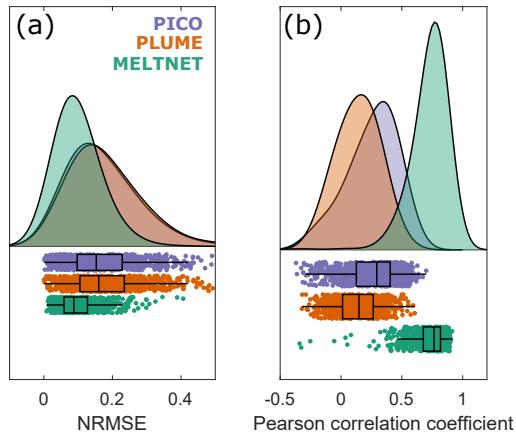 (a)
PICO
PLUME
MELTNET
(b)
0 0.2 0.4
NRMSE
-0.5 0 0.5 1
Pearson correlation coefficient